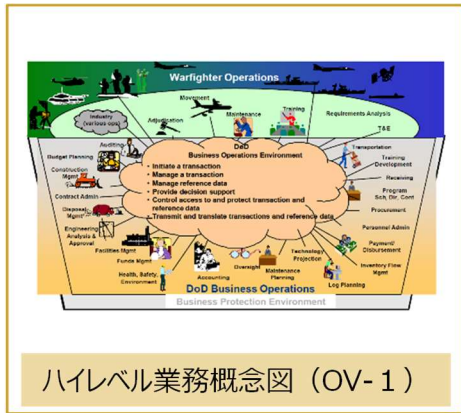 Warfighter Operations
Movement
Industry
(various ops)
Adjudication
Maintenance
Training
Requirements Analysis
T&E
Auditing
Budget Planning
Construction
Mgmt
Contract Admin
Disposal
Mgmt
Engineering
Analysis &
Approval
Facilities Mgmt
Funds Mgmt
Health, Safety,
Environment
DoD
Business Operations Environment
• Initiate a transaction
• Manage a transaction
• Manage reference data
• Provide decision support
• Control access to and protect transaction and
reference data
• Transmit and translate transactions and reference data
Transportation
Training
Development
Receiving
Program
Sch, Dir, Cont
Procurement
Personnel Admin
Payment/
Disbursement
Inventory Flow
Mgmt
Log Planning
Technology
Projection
Maintenance
Planning
Oversight
Accounting
DoD Business Operations
Business Protection Environment
ハイレベル業務概念図（OV-１）